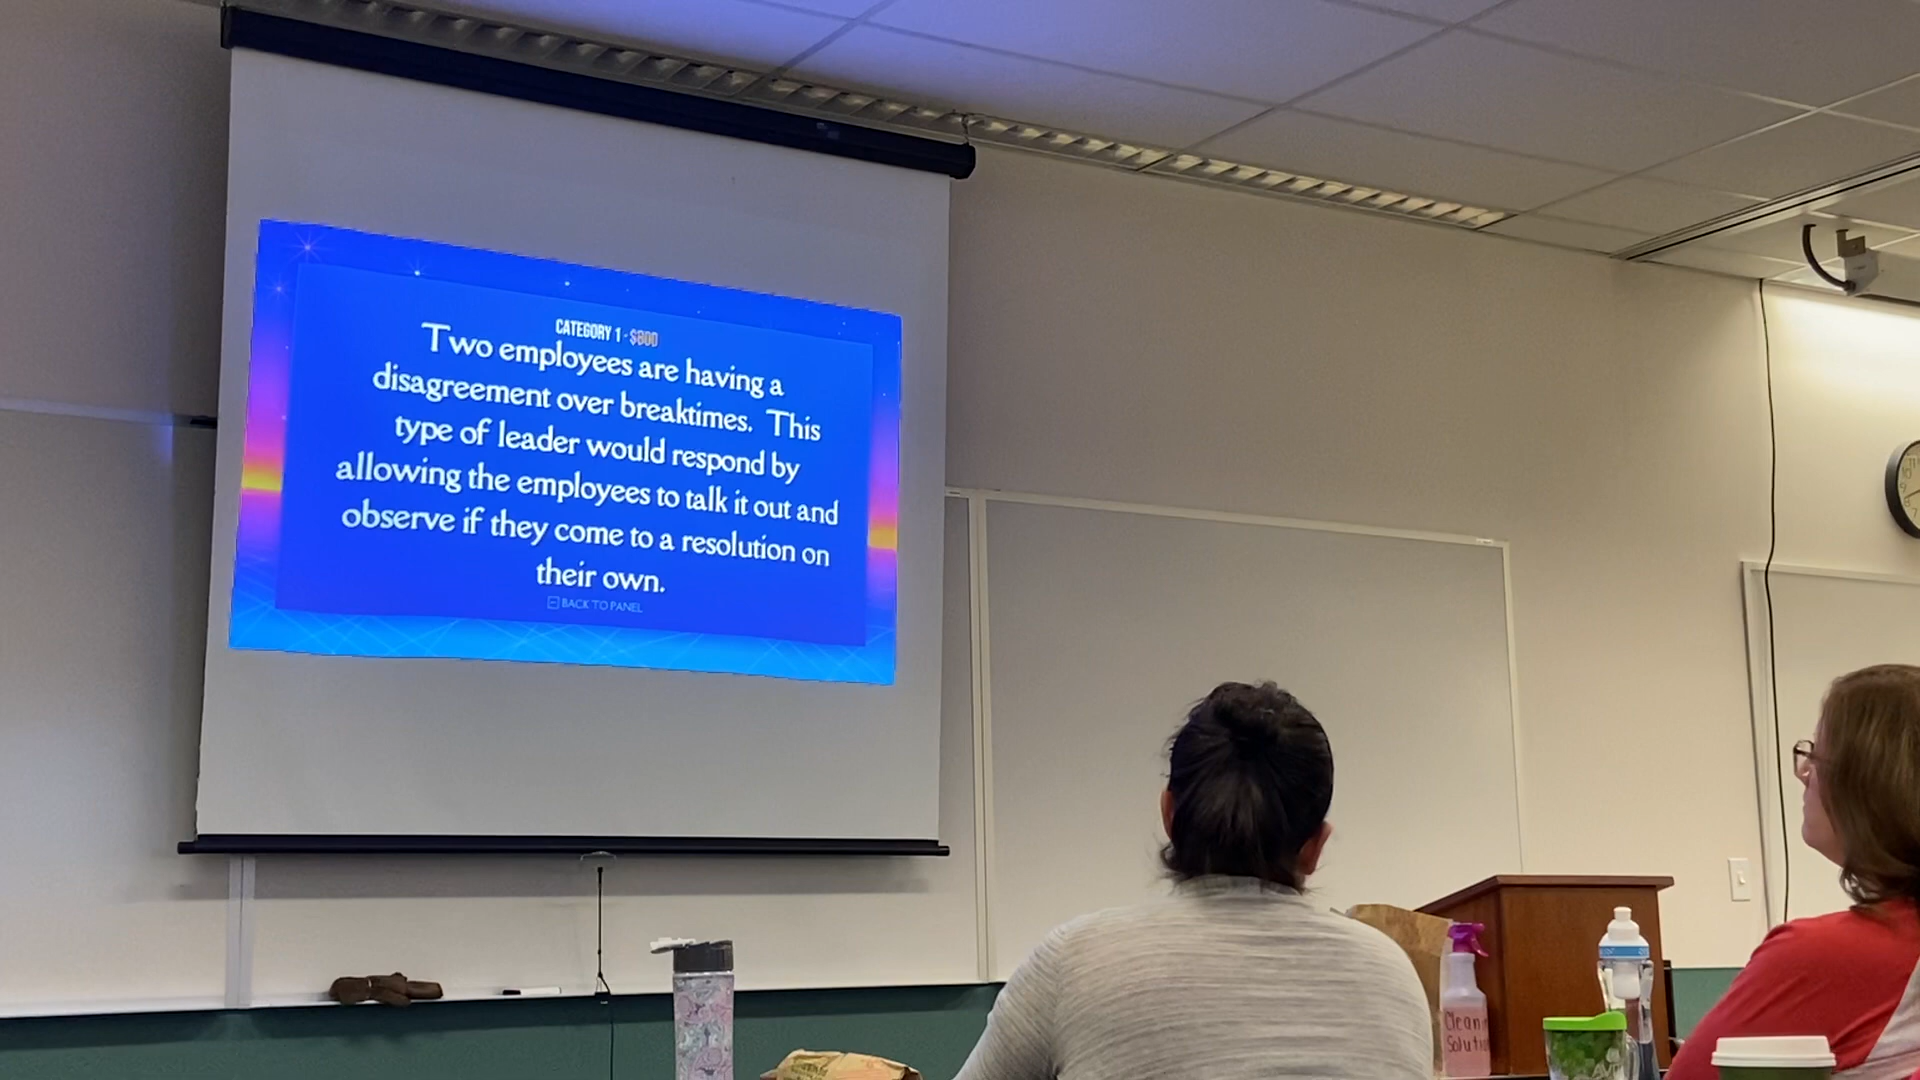 CATEGORY 1 - $800
Two employees are having a
disagreement over breaktimes. This
type of leader would respond by
allowing the employees to talk it out and
observe if they come to a resolution on
their own.
BACK TO PANEL
Clean